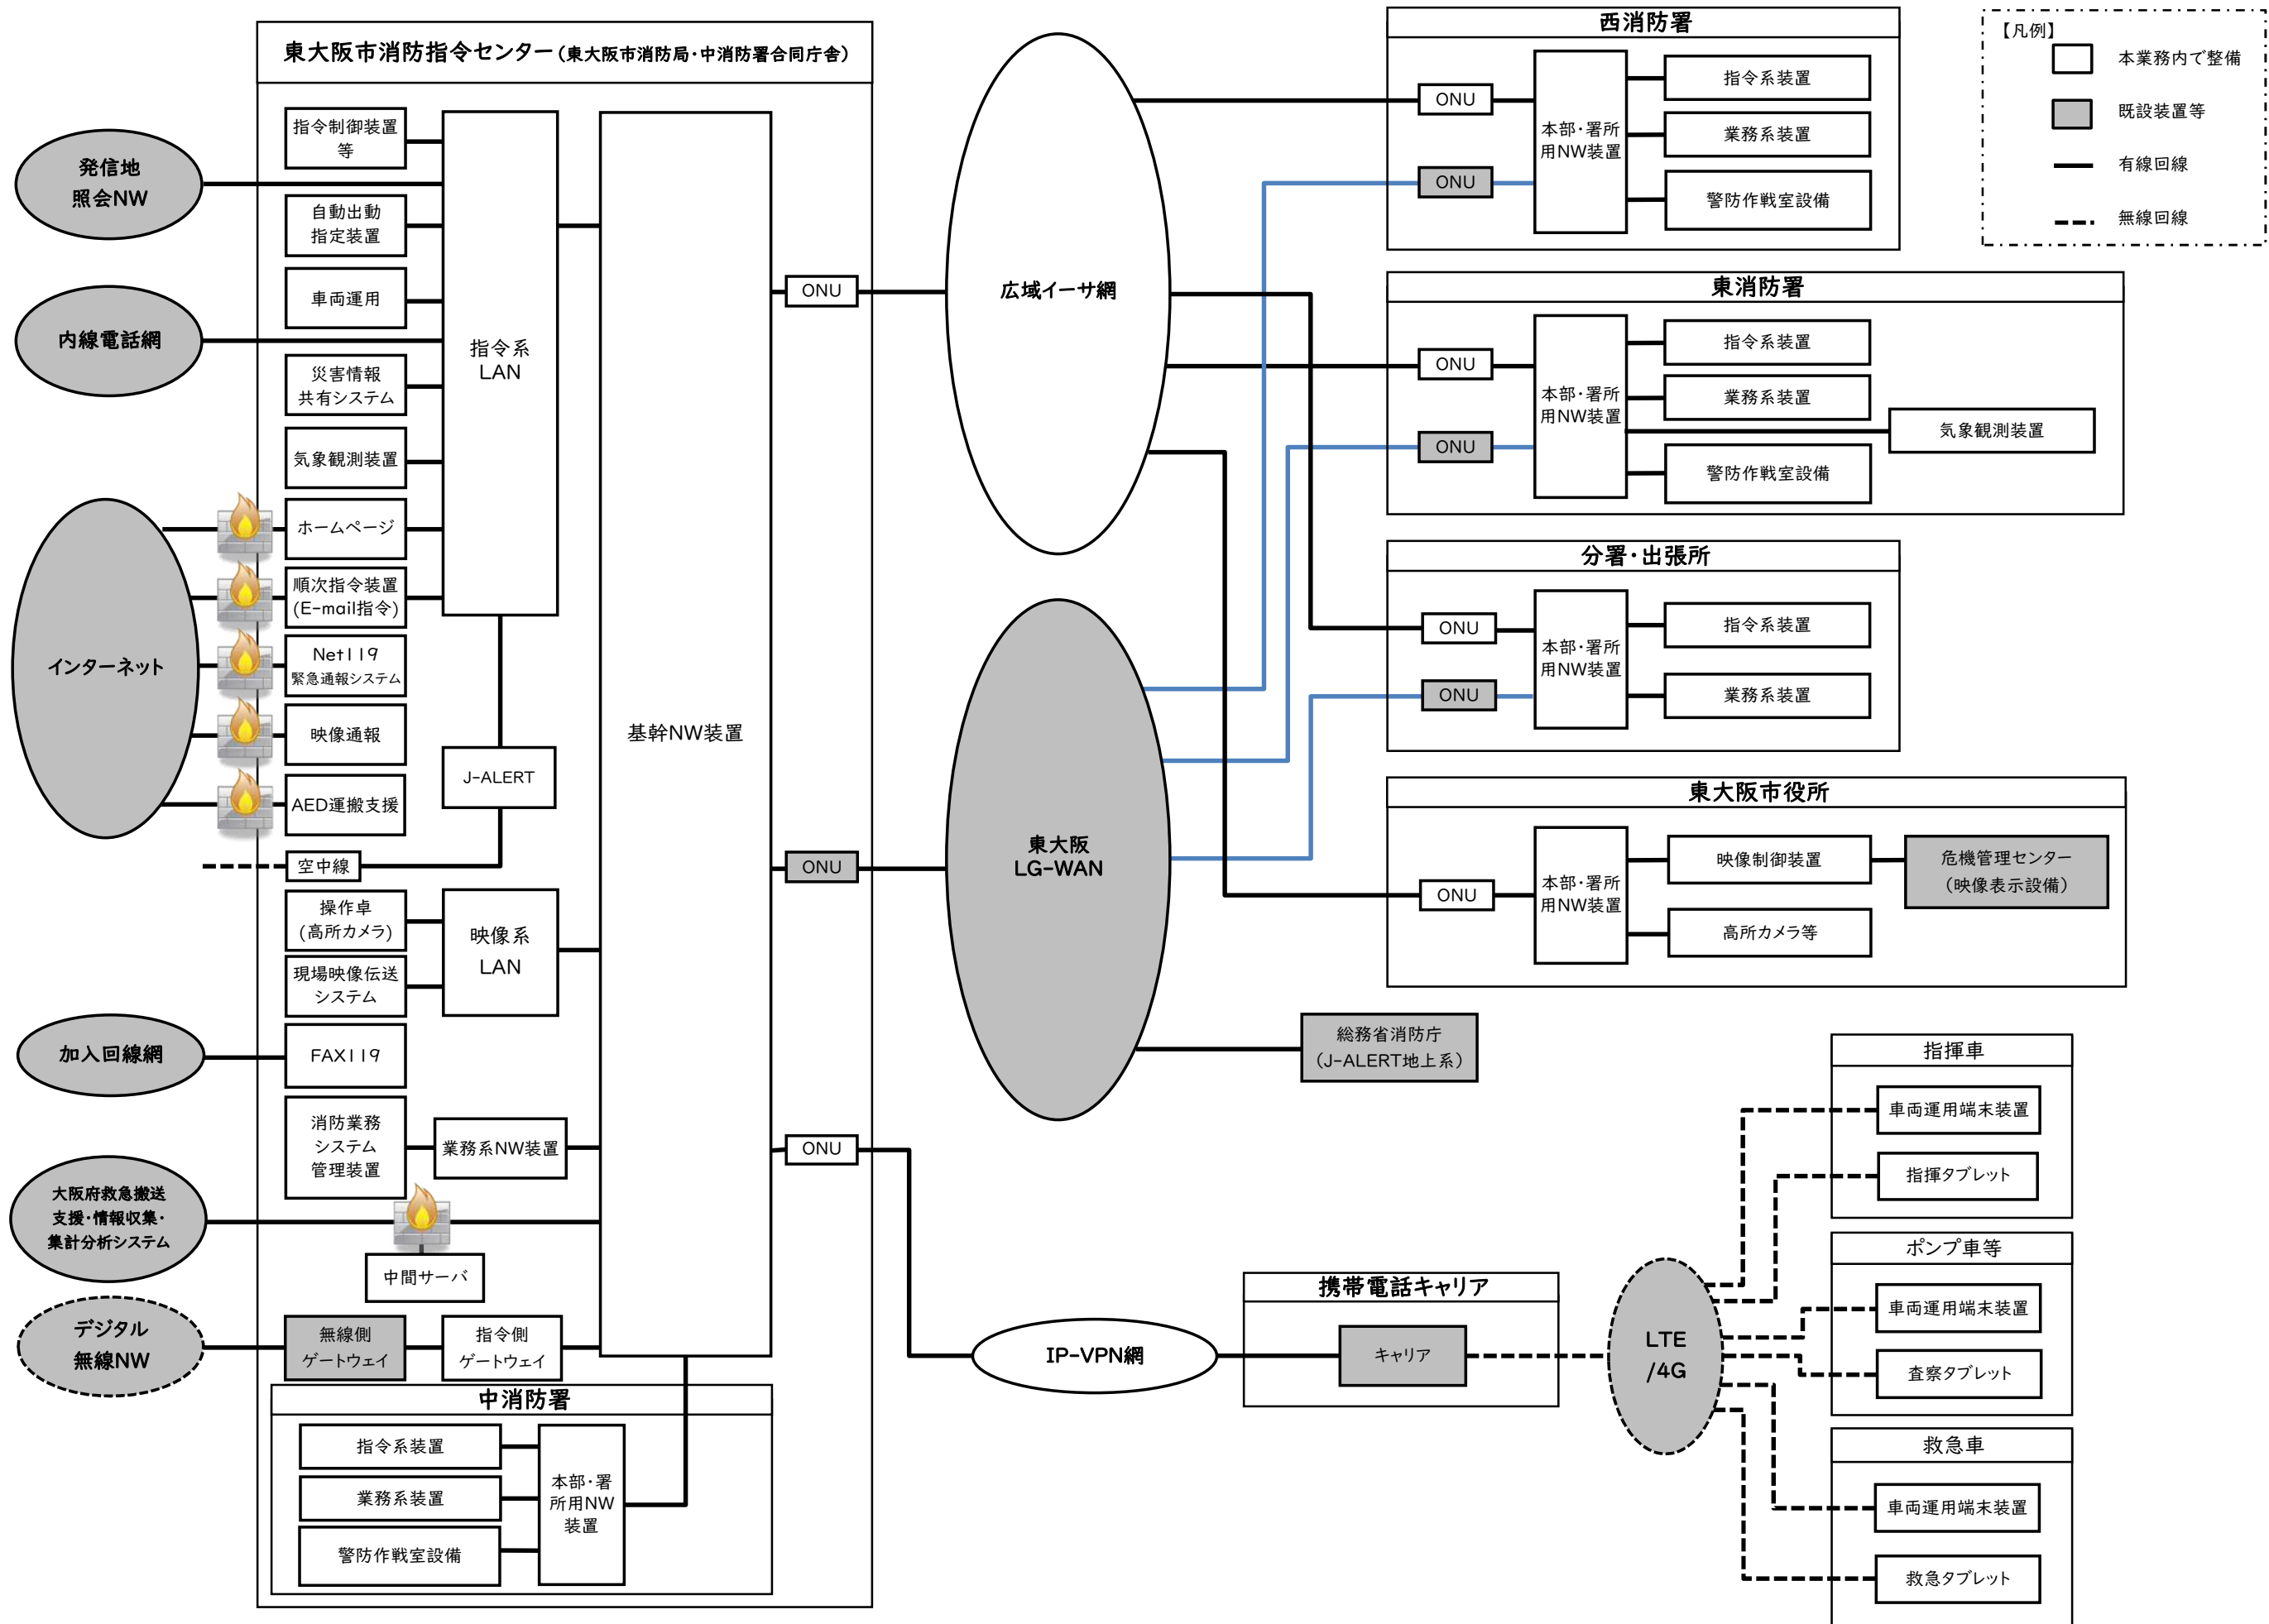 東大阪市消防指令センター(東大阪市消防局・中消防署合同庁舎)
発信地
照会NW
内線電話網
インターネット
加入回線網
大阪府救急搬送
支援・情報収集・
集計分析システム
デジタル
無線NW
指令制御装置
等
自動出動
指定装置
車両運用
災害情報
共有システム
気象観測装置
ホームページ
順次指令装置
(E-mail指令)
Net119
緊急通報システム
映像通報
AED運搬支援
空中線
操作卓
(高所カメラ)
現場映像伝送
システム
FAX119
消防業務
システム
管理装置
業務系NW装置
中間サーバ
無線側
ゲートウェイ
指令側
ゲートウェイ
指令系
LAN
J-ALERT
映像系
LAN
基幹NW装置
ONU
ONU
ONU
中消防署
指令系装置
業務系装置
警防作戦室設備
本部・署
所用NW
装置
広域イーサ網
東大阪
LG-WAN
IP-VPN網
西消防署
ONU
ONU
本部・署所
用NW装置
指令系装置
業務系装置
警防作戦室設備
東消防署
ONU
ONU
本部・署所
用NW装置
指令系装置
業務系装置
気象観測装置
警防作戦室設備
分署・出張所
ONU
ONU
本部・署所
用NW装置
指令系装置
業務系装置
東大阪市役所
ONU
本部・署所
用NW装置
映像制御装置
高所カメラ等
危機管理センター
(映像表示設備)
総務省消防庁
(J-ALERT地上系)
携帯電話キャリア
キャリア
LTE
/4G
指揮車
車両運用端末装置
指揮タブレット
ポンプ車等
車両運用端末装置
査察タブレット
救急車
車両運用端末装置
救急タブレット
【凡例】
本業務内で整備
既設装置等
有線回線
無線回線